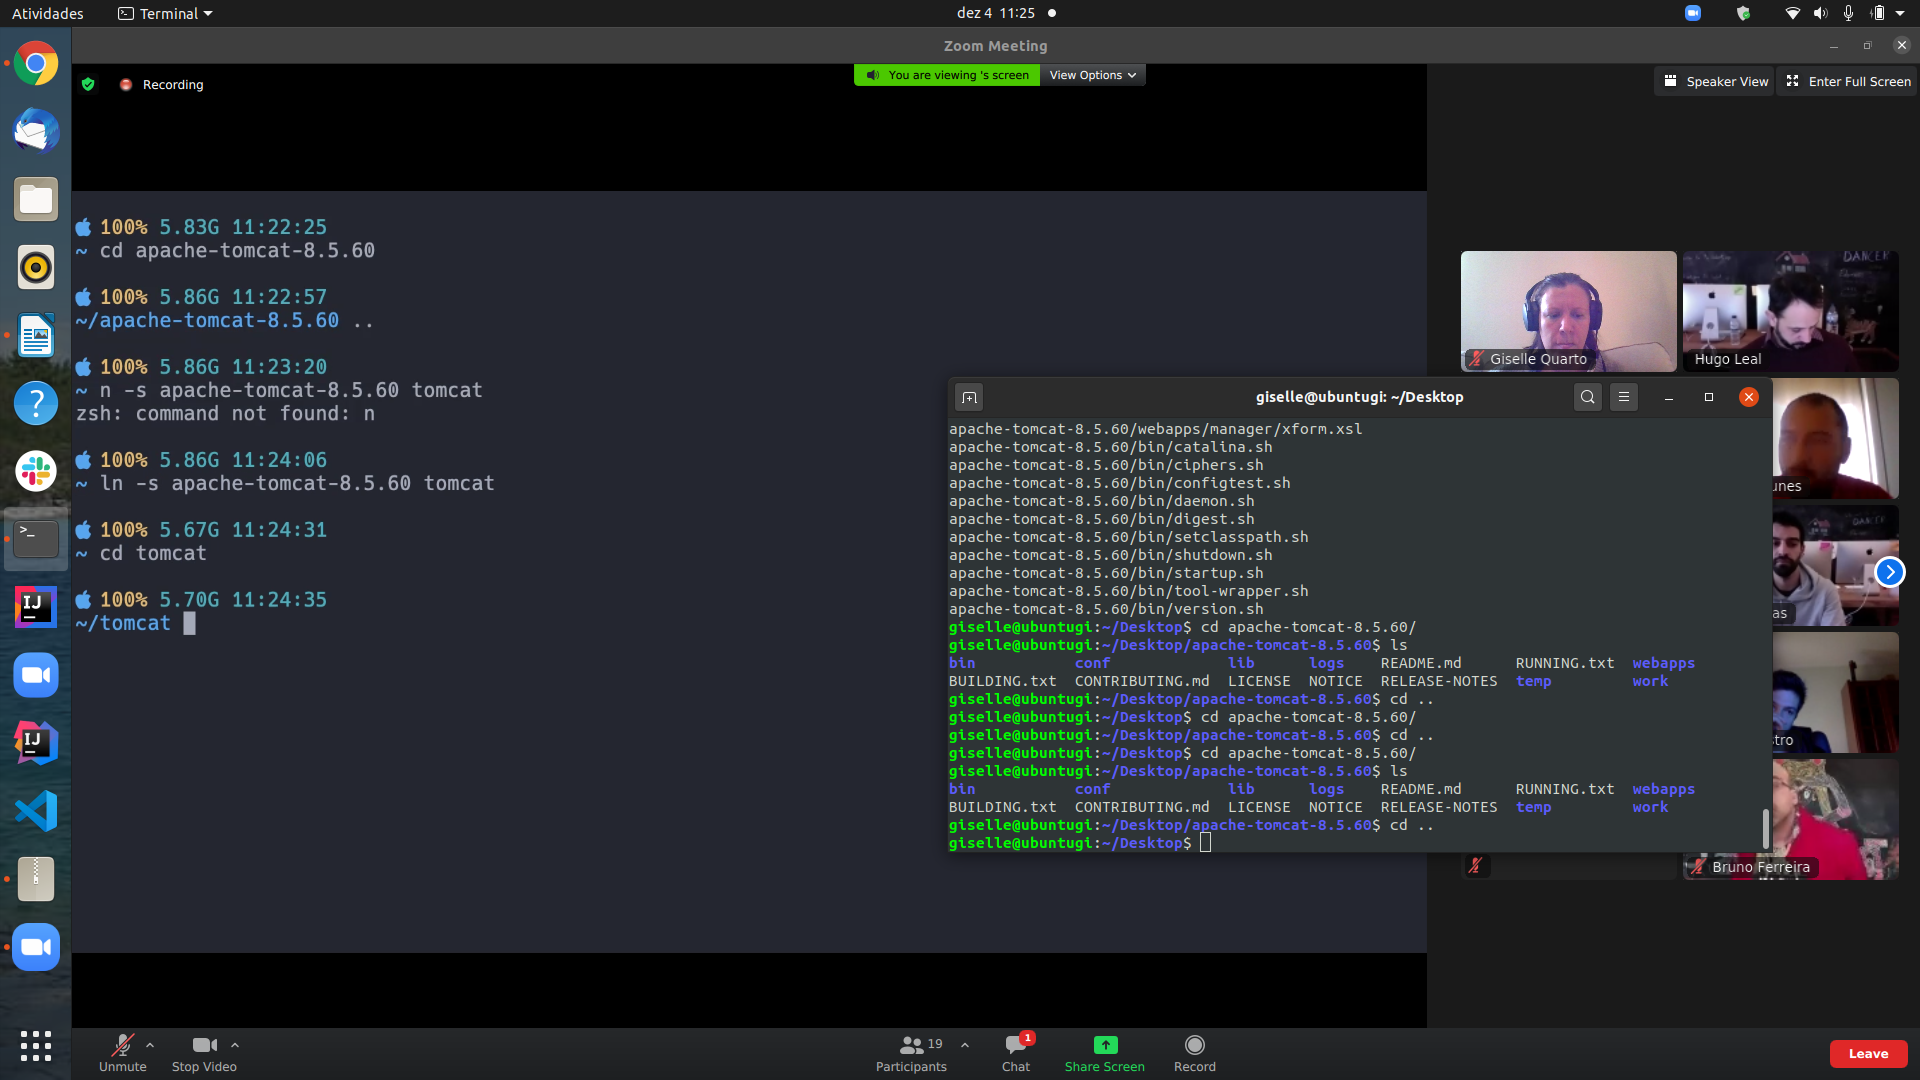 Atividades
Terminal
dez 4 11:25
Zoom Meeting
Recording
You are viewing 's screen
View Options
Speaker View
Enter Full Screen
100% 5.83G 11:22:25
~ cd apache-tomcat-8.5.60
100% 5.86G 11:22:57
~/apache-tomcat-8.5.60 ..
100% 5.86G 11:23:20
~ n -s apache-tomcat-8.5.60 tomcat
zsh: command not found: n
100% 5.86G 11:24:06
~ ln -s apache-tomcat-8.5.60 tomcat
100% 5.67G 11:24:31
~ cd tomcat
100% 5.70G 11:24:35
~/tomcat
Giselle Quarto
DANCER
Hugo Leal
unes
as
stro
Bruno Ferreira
giselle@ubuntugi: ~/Desktop
apache-tomcat-8.5.60/webapps/manager/xform.xsl
apache-tomcat-8.5.60/bin/catalina.sh
apache-tomcat-8.5.60/bin/ciphers.sh
apache-tomcat-8.5.60/bin/configtest.sh
apache-tomcat-8.5.60/bin/daemon.sh
apache-tomcat-8.5.60/bin/digest.sh
apache-tomcat-8.5.60/bin/setclasspath.sh
apache-tomcat-8.5.60/bin/shutdown.sh
apache-tomcat-8.5.60/bin/startup.sh
apache-tomcat-8.5.60/bin/tool-wrapper.sh
apache-tomcat-8.5.60/bin/version.sh
giselle@ubuntugi:~/Desktop$ cd apache-tomcat-8.5.60/
giselle@ubuntugi:~/Desktop/apache-tomcat-8.5.60$ ls
bin conf lib logs README.md RUNNING.txt webapps
BUILDING.txt CONTRIBUTING.md LICENSE NOTICE RELEASE-NOTES temp work
giselle@ubuntugi:~/Desktop/apache-tomcat-8.5.60$ cd ..
giselle@ubuntugi:~/Desktop$ cd apache-tomcat-8.5.60/
giselle@ubuntugi:~/Desktop/apache-tomcat-8.5.60$ cd ..
giselle@ubuntugi:~/Desktop$ cd apache-tomcat-8.5.60/
giselle@ubuntugi:~/Desktop/apache-tomcat-8.5.60$ ls
bin conf lib logs README.md RUNNING.txt webapps
BUILDING.txt CONTRIBUTING.md LICENSE NOTICE RELEASE-NOTES temp work
giselle@ubuntugi:~/Desktop/apache-tomcat-8.5.60$ cd ..
giselle@ubuntugi:~/Desktop$
IJ
IJ
Unmute
Stop Video
19
Participants
1
Chat
Share Screen
Record
Leave